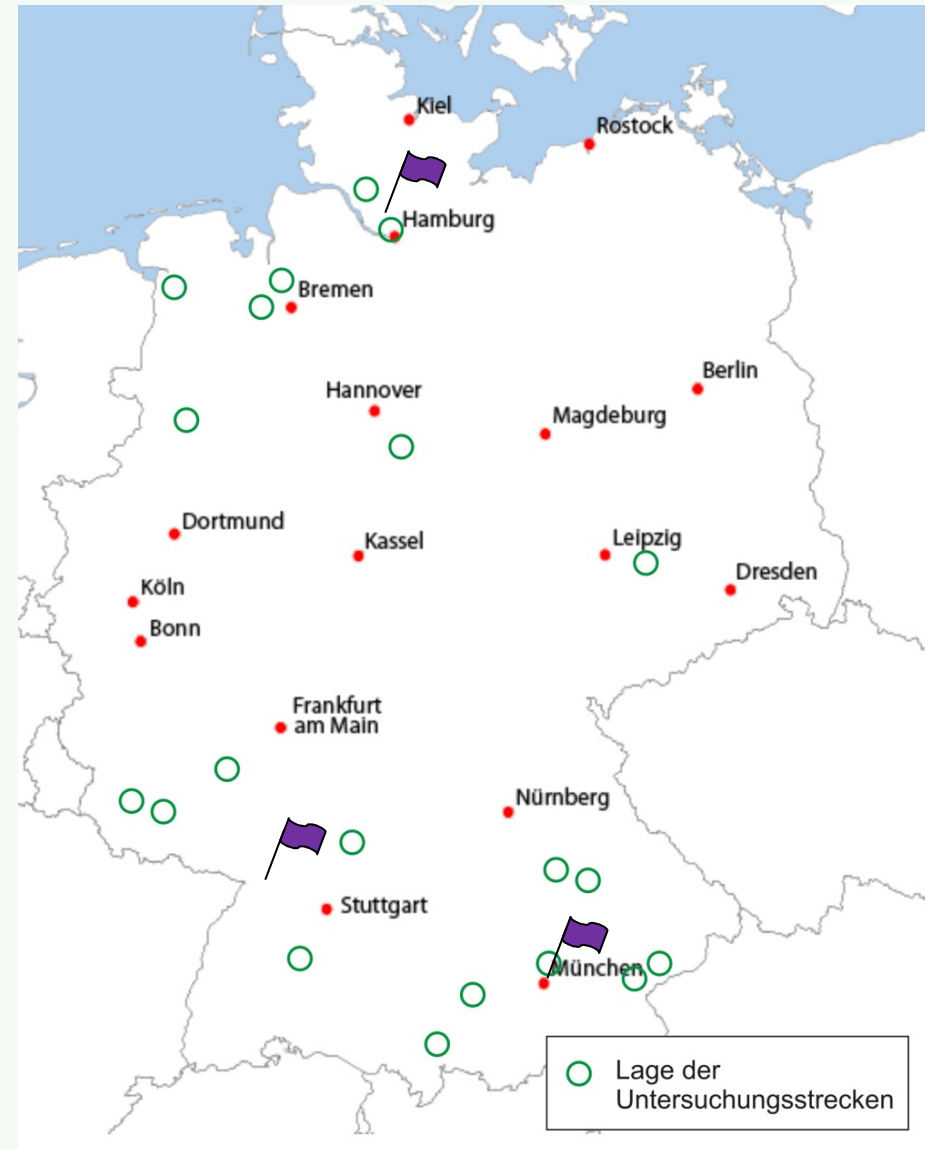 Kiel
Rostock
Hamburg
Bremen
Berlin
Hannover
Magdeburg
Dortmund
Leipzig
Kassel
Dresden
Köln
Bonn
Frankfurt
am Main
Nürnberg
Stuttgart
München
Lage der
Untersuchungsstrecken